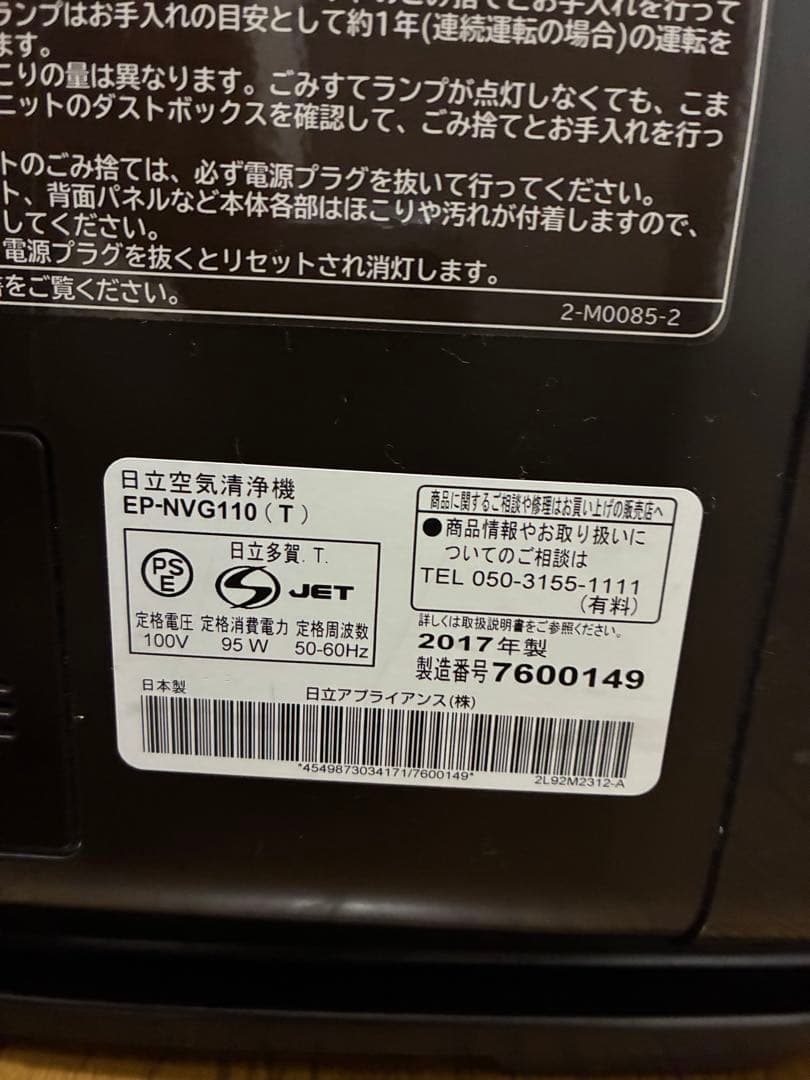 ランプはお手入れの目安として約1年(連続運転の場合)の運転を
ます。
こりの量は異なります。ごみすてランプが点灯しなくても、こま
ニットのダストボックスを確認して、ごみ捨てとお手入れを行っ
トのごみ捨ては、必ず電源プラグを抜いて行ってください。
ト、背面パネルなど本体各部はほこりや汚れが付着しますので、
してください。
電源プラグを抜くとリセットされ消灯します。
をご覧ください。
2-M0085-2
日立空気清浄機
EP-NVG110(T)
PS
E
日立多賀.T.
JET
定格電圧 定格消費電力 定格周波数
100V 95W 50-60Hz
商品に関するご相談や修理はお買い上げの販売店へ
●商品情報やお取り扱いに
ついてのご相談は
TEL 050-3155-1111
(有料)
詳しくは取扱説明書をご参照ください。
2017年製
製造番号7600149
日本製 日立アプライアンス(株)
*4549873034171/7600149*
2L92M2312-A